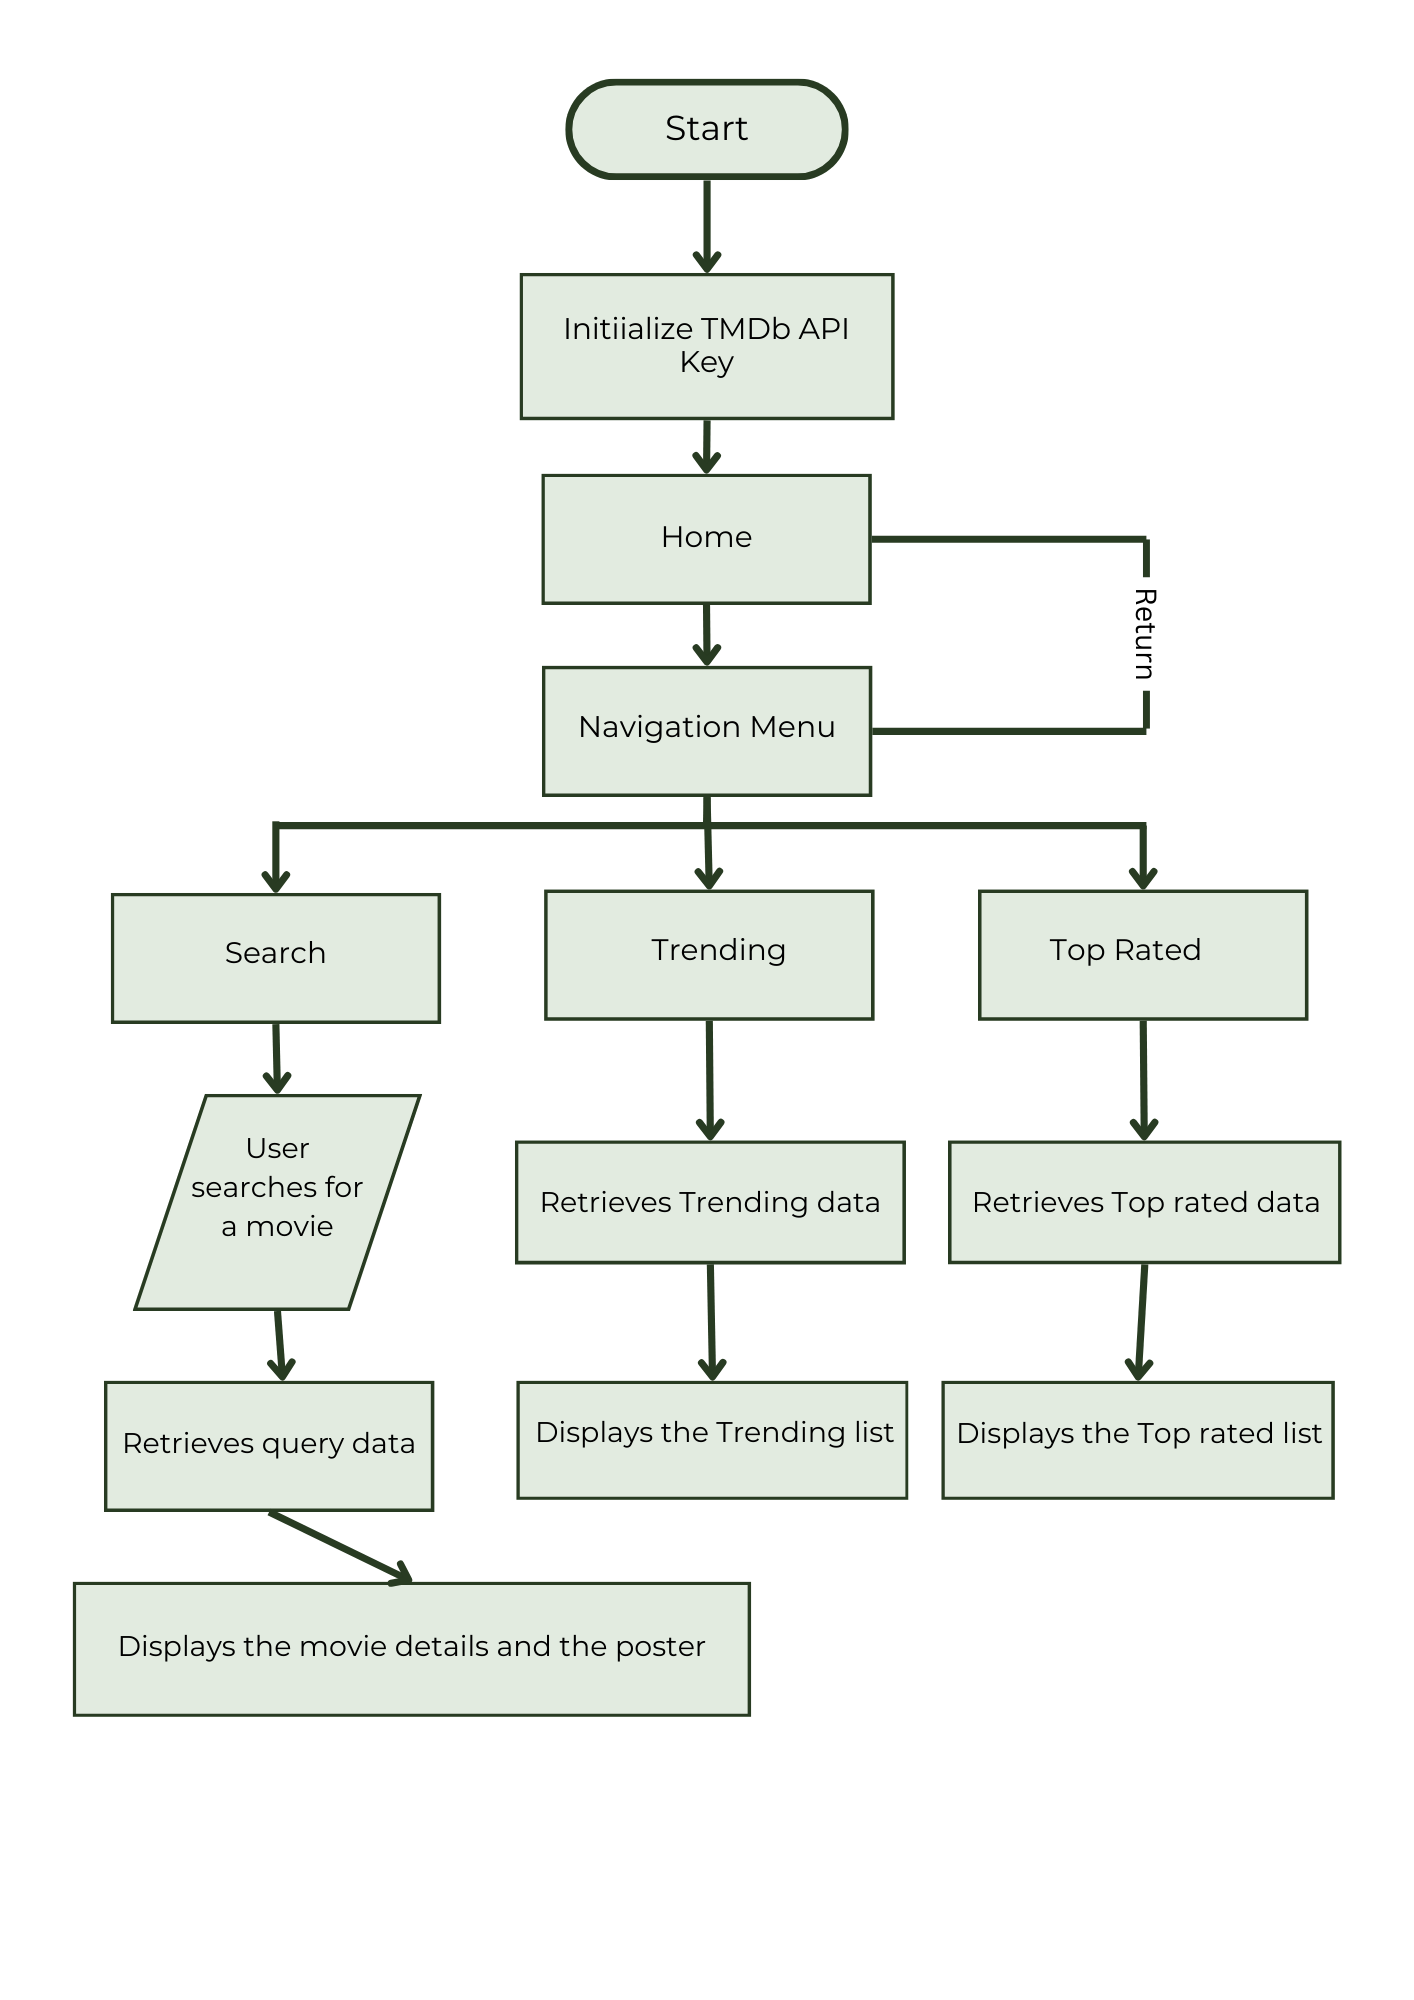 Start
Initiialize TMDb API
Key
Home
Return
Navigation Menu
Search
Trending
Top Rated
User
searches for
a movie
Retrieves Trending data
Retrieves Top rated data
Retrieves query data
Displays the Trending list
Displays the Top rated list
Displays the movie details and the poster